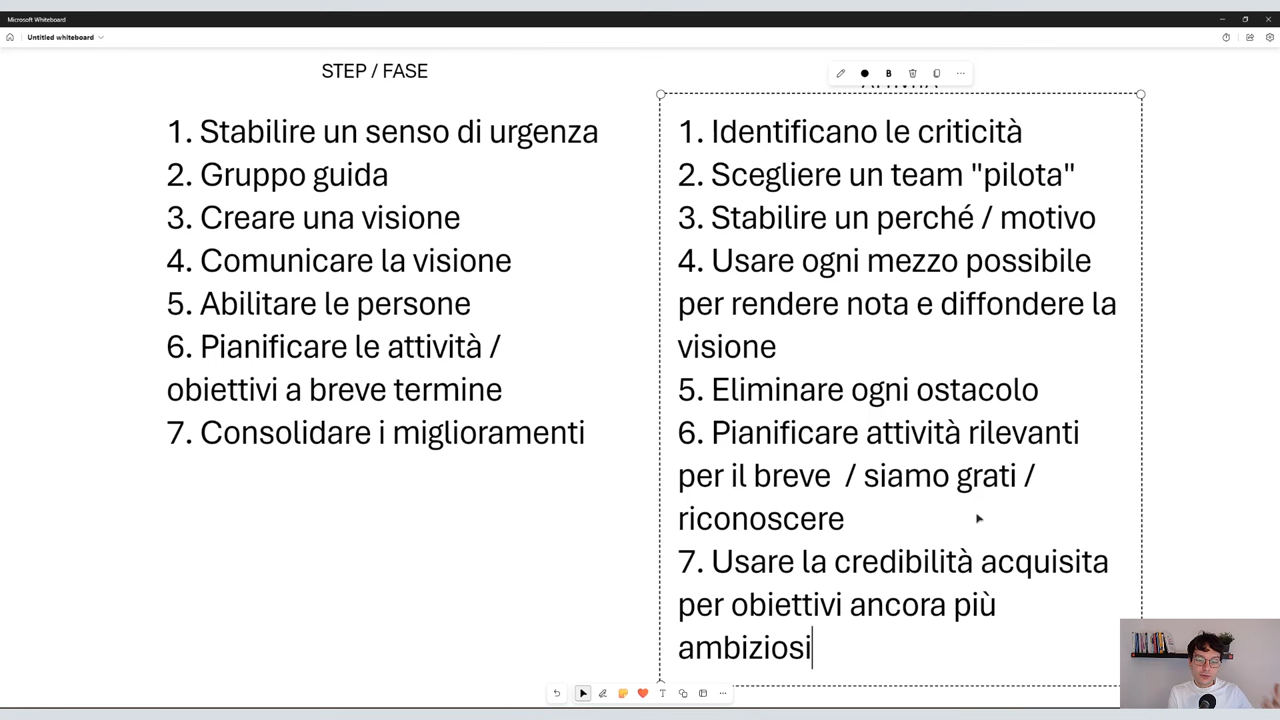 Microsoft Whiteboard
Untitled whiteboard
STEP / FASE
1. Stabilire un senso di urgenza
2. Gruppo guida
3. Creare una visione
4. Comunicare la visione
5. Abilitare le persone
6. Pianificare le attività /
obiettivi a breve termine
7. Consolidare i miglioramenti
B
1. Identificano le criticità
2. Scegliere un team "pilota"
3. Stabilire un perché / motivo
4. Usare ogni mezzo possibile
per rendere nota e diffondere la
visione
5. Eliminare ogni ostacolo
6. Pianificare attività rilevanti
per il breve  / siamo grati /
riconoscere
7. Usare la credibilità acquisita
per obiettivi ancora più
ambiziosi